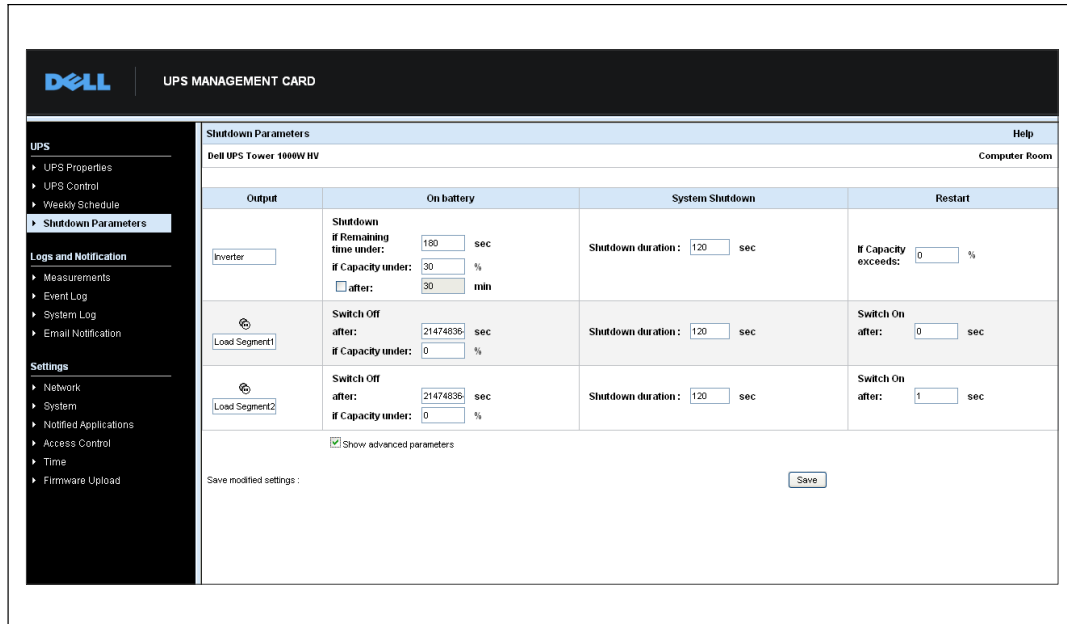 DELL
UPS MANAGEMENT CARD
UPS
UPS Properties
UPS Control
Weekly Schedule
Shutdown Parameters
Logs and Notification
Measurements
Event Log
System Log
Email Notification
Settings
Network
System
Notified Applications
Access Control
Time
Firmware Upload
Shutdown Parameters Help
Dell UPS Tower 1000W HV Computer Room
Output On battery System Shutdown Restart
Inverter
Shutdown
if Remaining
time under: 180 sec
if Capacity under: 30 %
after: 30 min
Shutdown duration : 120 sec
If Capacity
exceeds: 0 %
Load Segment1
Switch Off
after: 21474836 sec
if Capacity under: 0 %
Shutdown duration : 120 sec
Switch On
after: 0 sec
Load Segment2
Switch Off
after: 21474836 sec
if Capacity under: 0 %
Shutdown duration : 120 sec
Switch On
after: 1 sec
Show advanced parameters
Save modified settings : Save